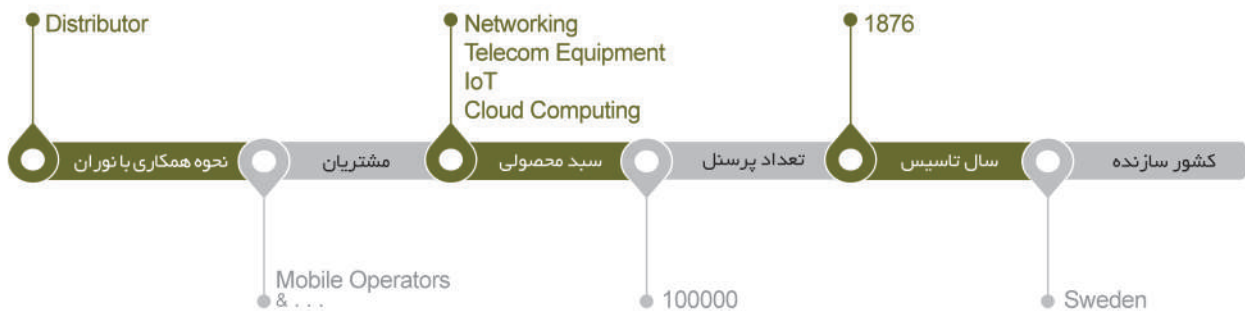 Distributor
Networking
Telecom Equipment
IoT
Cloud Computing
1876
کشور سازنده
سال تاسیس
تعداد پرسنل
سبد محصولی
مشتریان
نحوه همکاری با نوران
Mobile Operators
& . . .
100000
Sweden